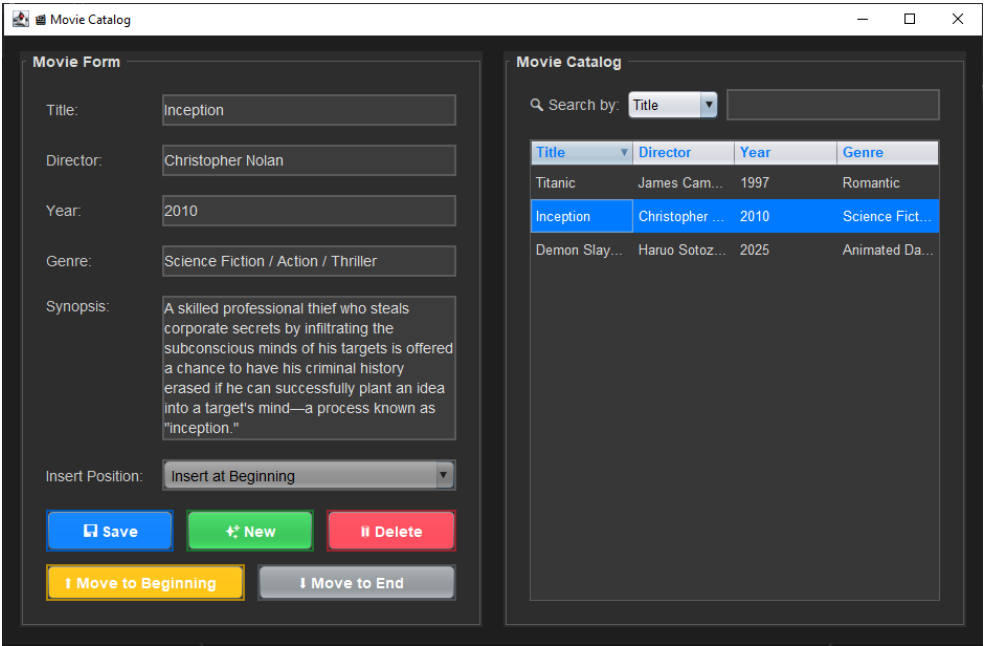 Movie Catalog
Movie Form
Title:
Inception
Director:
Christopher Nolan
Year:
2010
Genre:
Science Fiction / Action / Thriller
Synopsis:
A skilled professional thief who steals
corporate secrets by infiltrating the
subconscious minds of his targets is offered
a chance to have his criminal history
erased if he can successfully plant an idea
into a target's mind—a process known as
"inception."
Insert Position:
Insert at Beginning
Save
New
Delete
Move to Beginning
Move to End
Movie Catalog
Search by:
Title
Title Director Year Genre
Titanic James Cam... 1997 Romantic
Inception Christopher ... 2010 Science Fict...
Demon Slay... Haruo Sotoz... 2025 Animated Da...